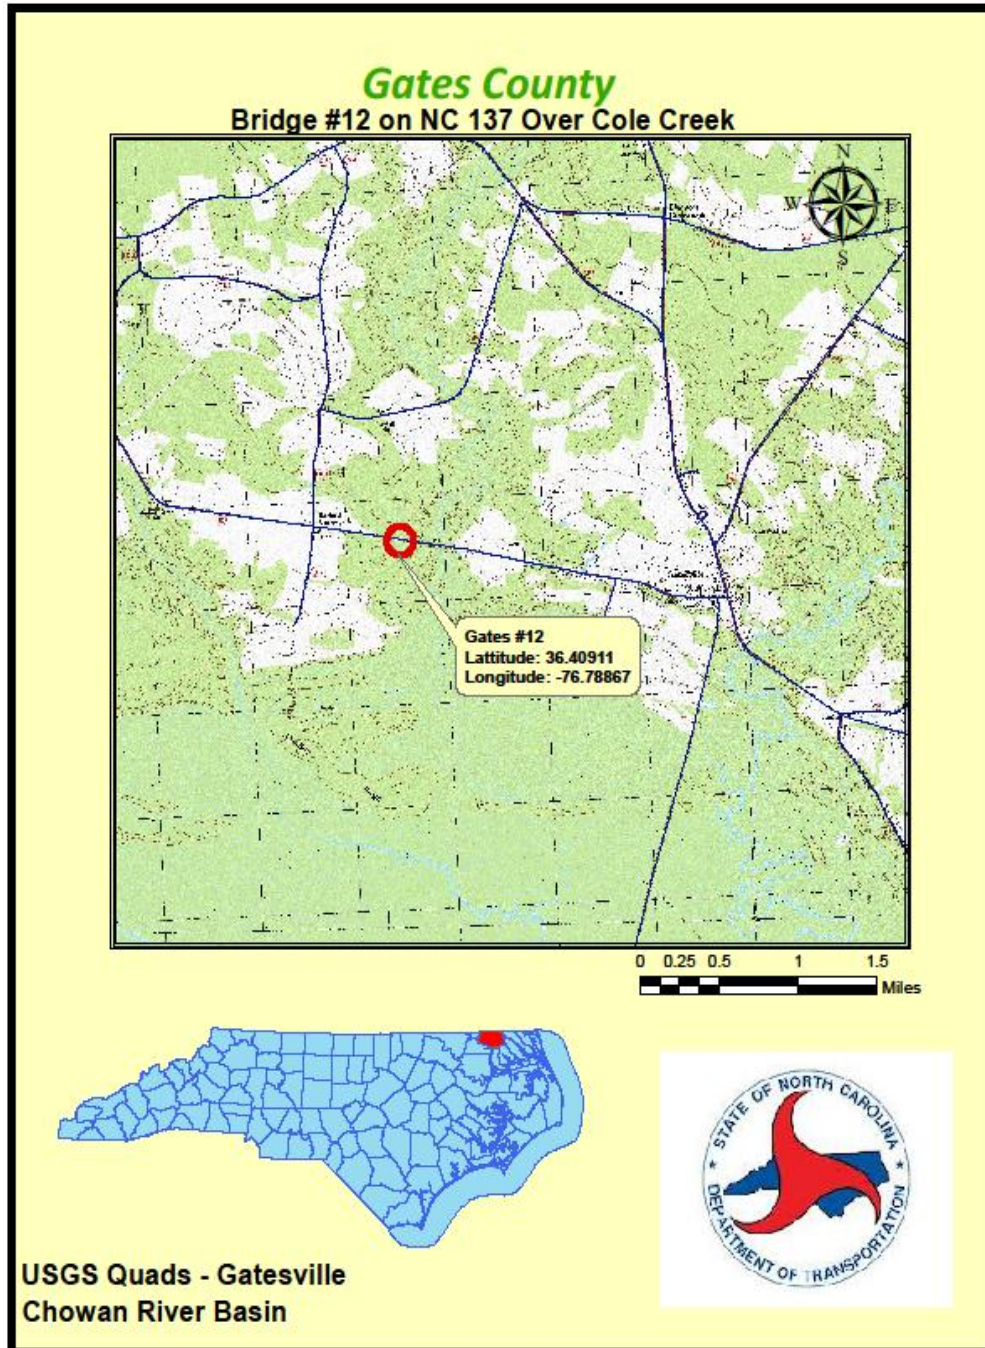 Gates County
Bridge #12 on NC 137 Over Cole Creek
N
W E
S
Gates #12
Lattitude: 36.40911
Longitude: -76.78867
0 0.25 0.5 1 1.5
Miles
STATE OF NORTH CAROLINA
DEPARTMENT OF TRANSPORTATION
USGS Quads - Gatesville
Chowan River Basin